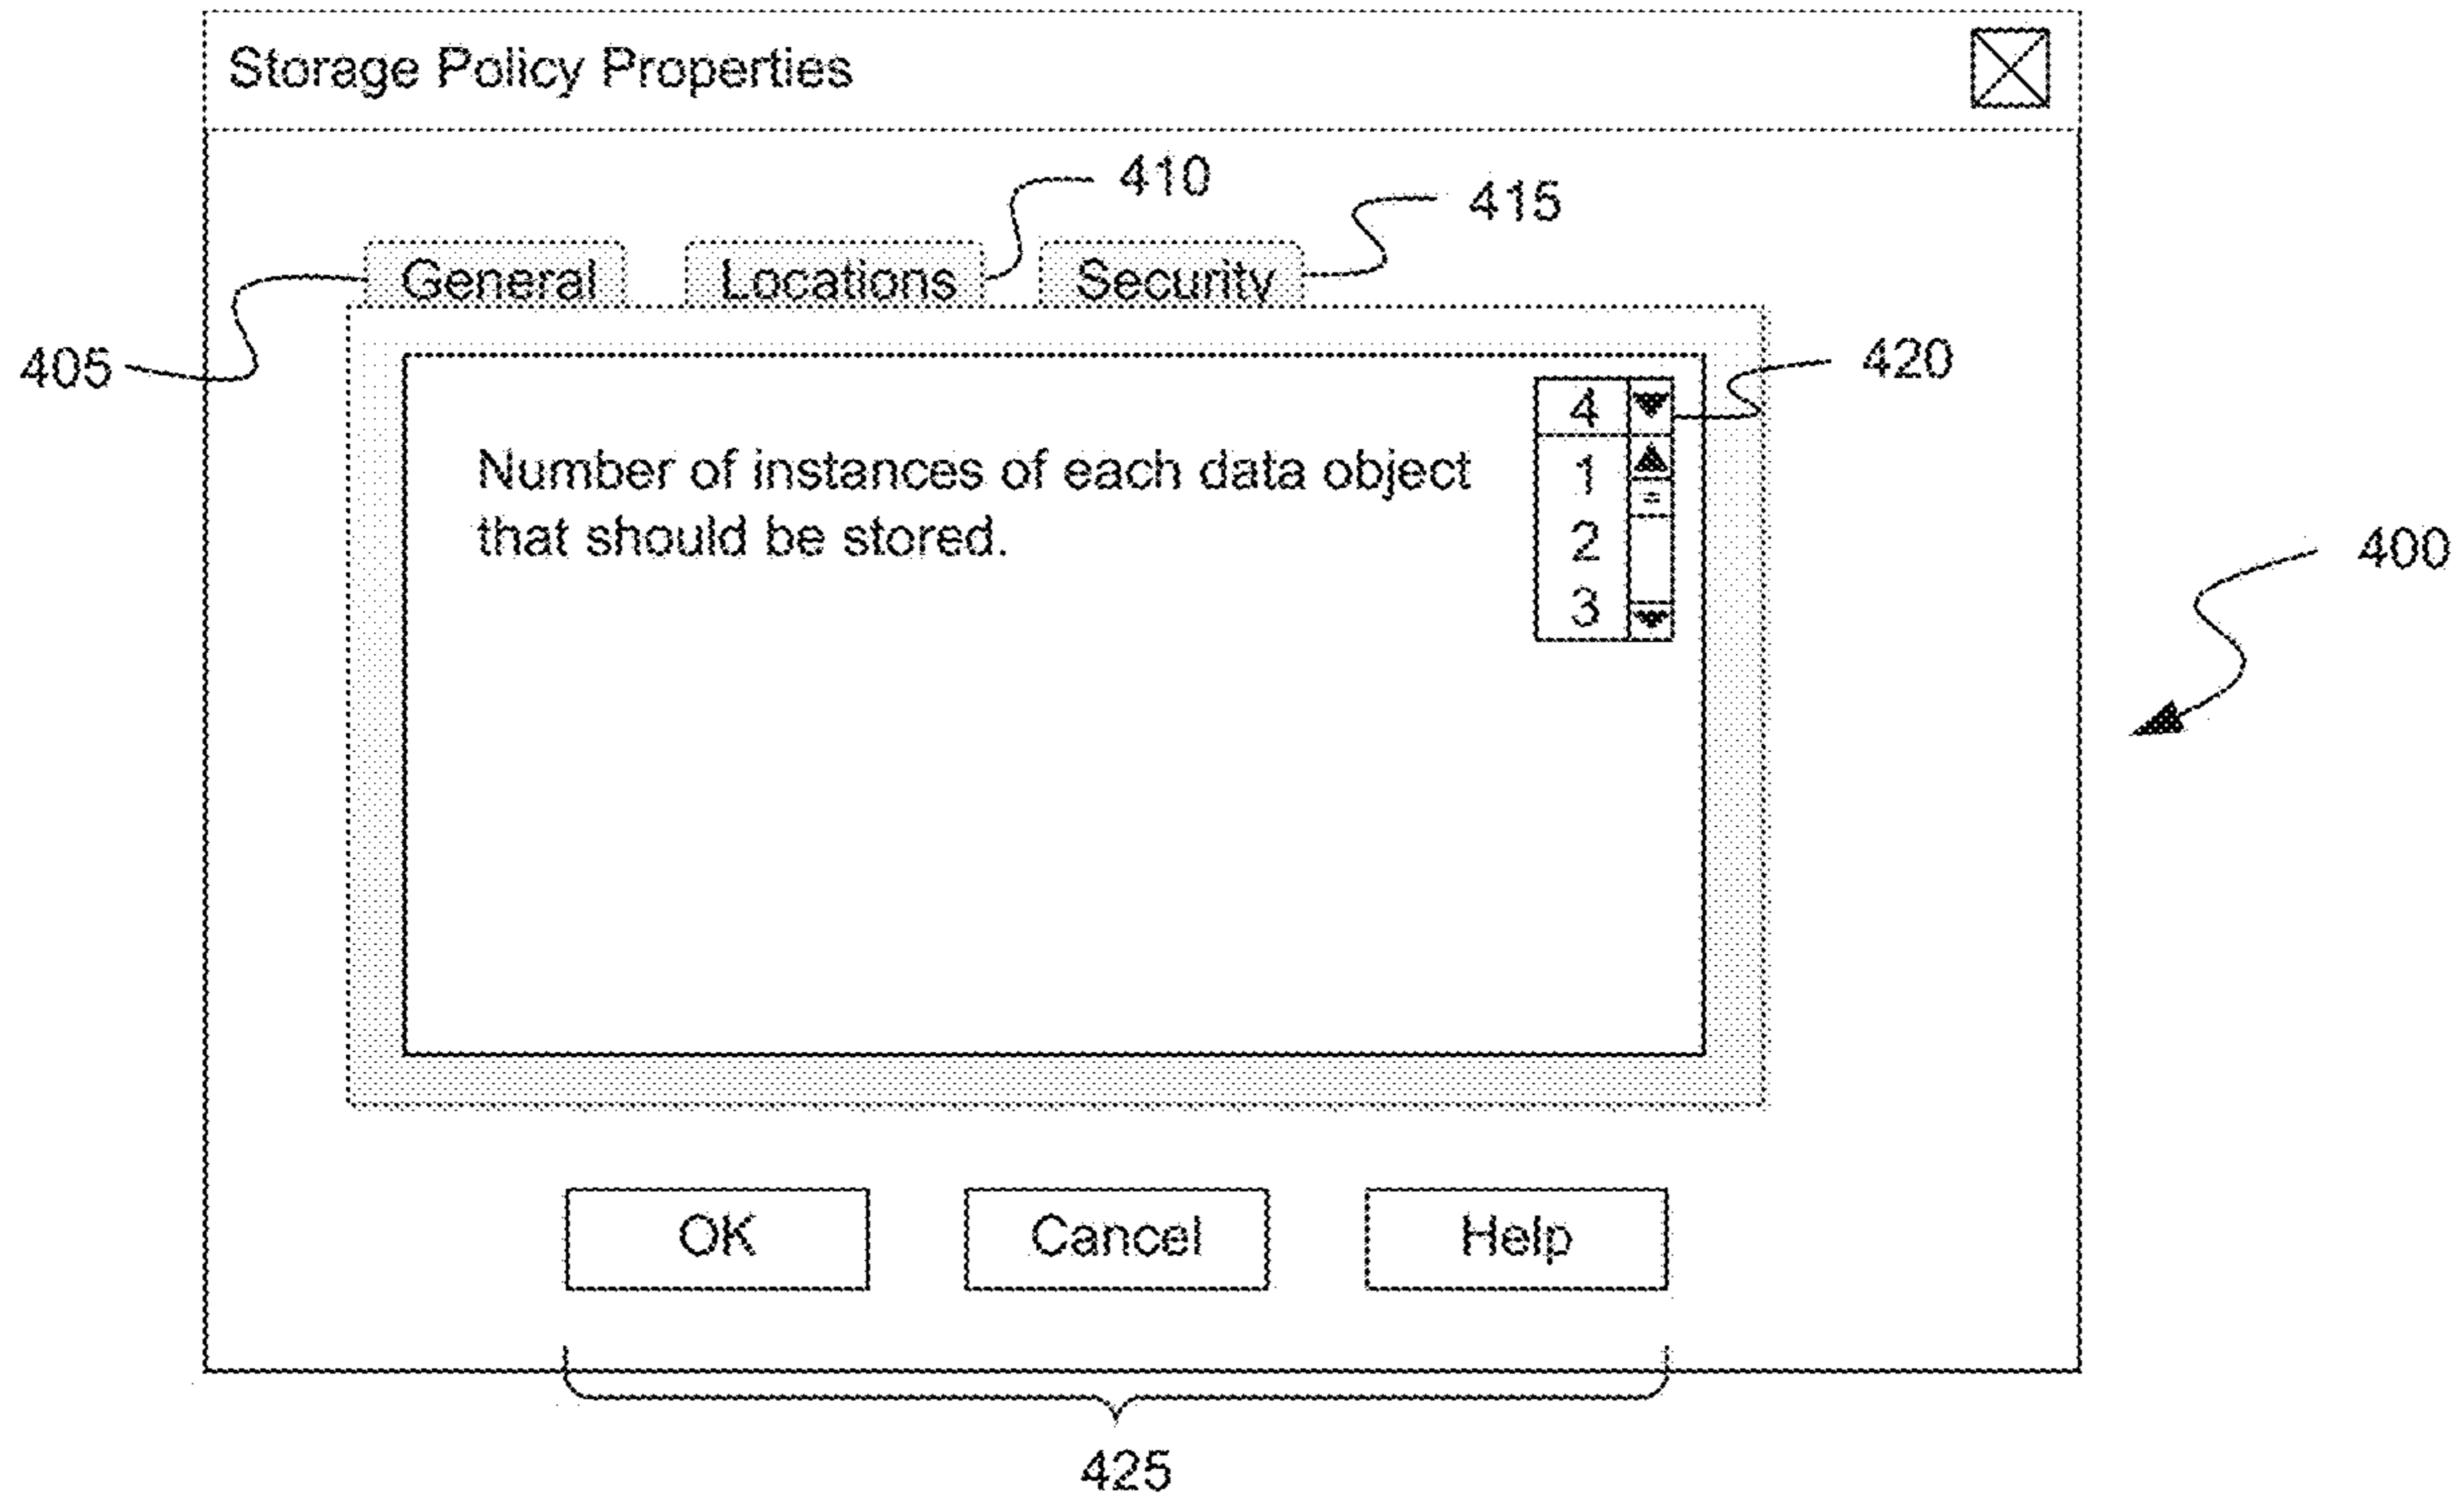 Storage Policy Properties
410
415
General Locations Security
405
420
4
Number of instances of each data object
that should be stored.
1
2
3
400
OK Cancel Help
425